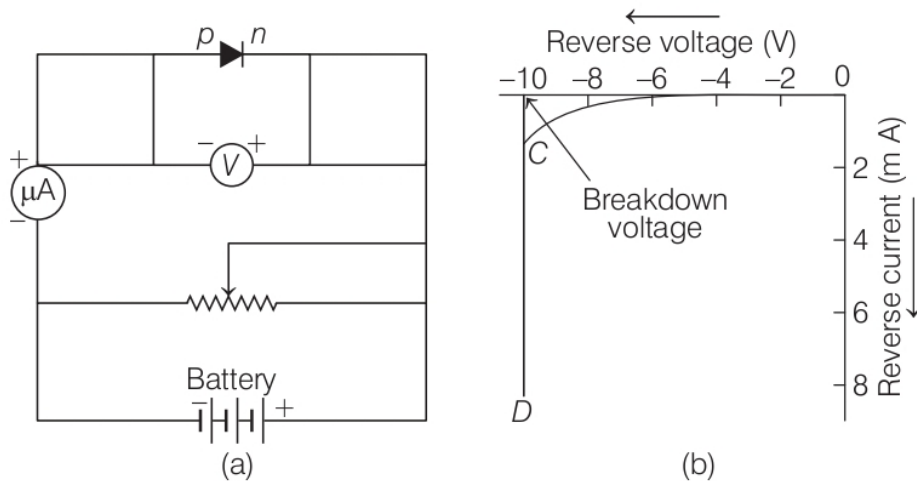 p n
− V +
+
μA
−
Battery
− +
(a)
Reverse voltage (V)
−10 −8 −6 −4 −2 0
C
2
Breakdown
voltage
4
6
8
Reverse current (m A)
D
(b)